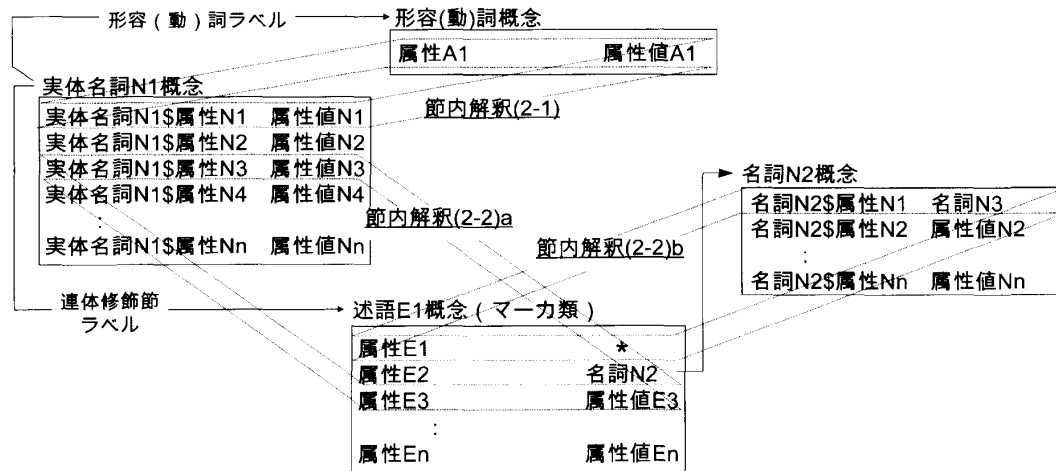 形容（動）詞ラベル
形容(動)詞概念
属性A1 属性値A1
実体名詞N1概念
実体名詞N1$属性N1 属性値N1
実体名詞N1$属性N2 属性値N2
実体名詞N1$属性N3 属性値N3
実体名詞N1$属性N4 属性値N4
:
実体名詞N1$属性Nn 属性値Nn
節内解釈(2-1)
節内解釈(2-2)a
節内解釈(2-2)b
名詞N2概念
名詞N2$属性N1 名詞N3
名詞N2$属性N2 属性値N2
:
名詞N2$属性Nn 属性値Nn
連体修飾節
ラベル
述語E1概念（マーカ類）
属性E1 *
属性E2 名詞N2
属性E3 属性値E3
:
属性En 属性値En